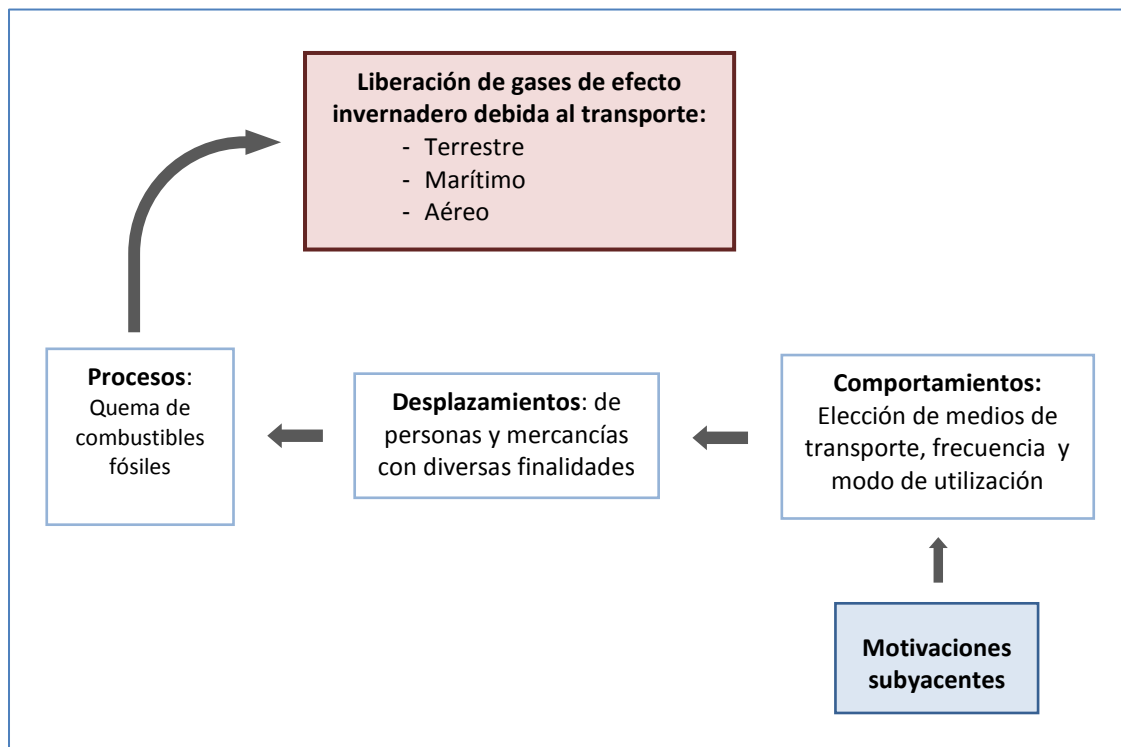 Liberación de gases de efecto
invernadero debida al transporte:
- Terrestre
- Marítimo
- Aéreo
Procesos:
Quema de
combustibles
fósiles
Desplazamientos: de
personas y mercancías
con diversas finalidades
Comportamientos:
Elección de medios de
transporte, frecuencia y
modo de utilización
Motivaciones
subyacentes